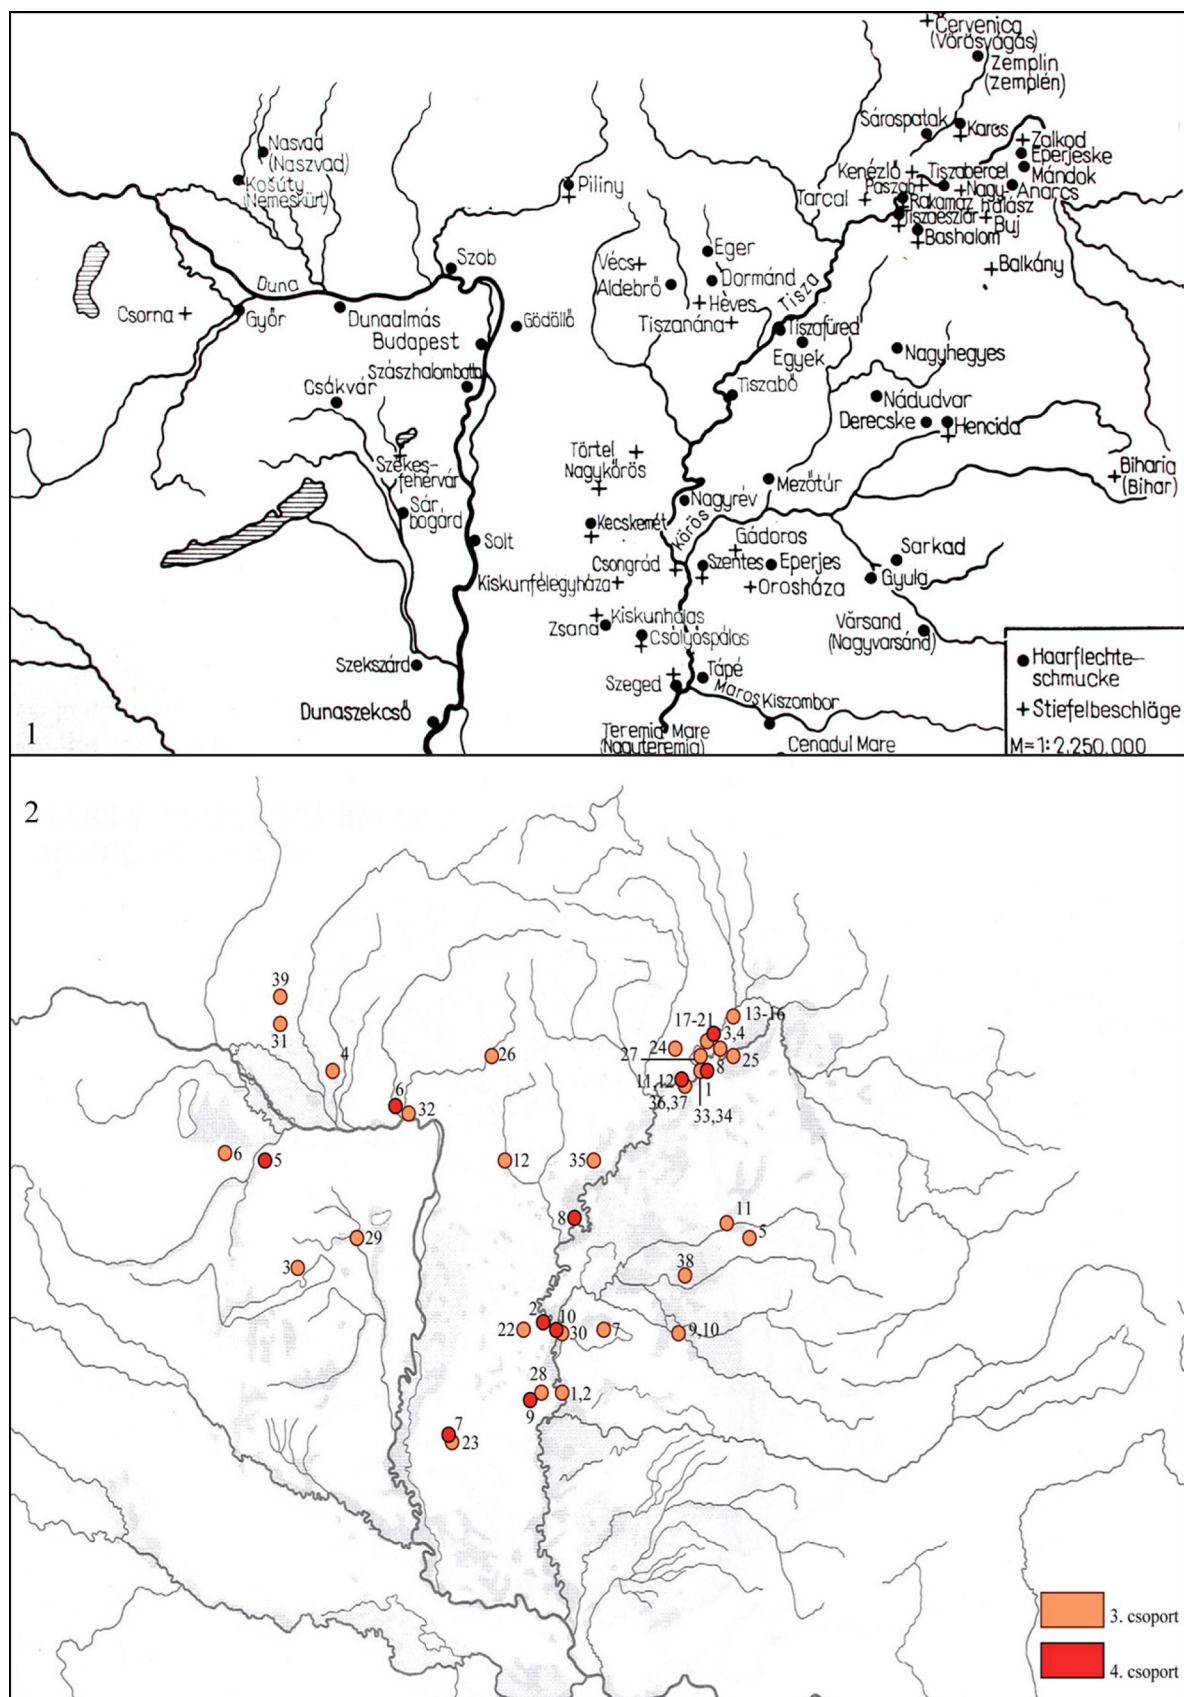 Červenica
(Vörösvágás)
Zemplin
(Zemplén)
Sárospatak
Karos
Zalkod
Eperjeske
Mándok
Anarcs
Kenézlő
Tiszabercel
Paszab
Nagy-
halász
Tarcal
Rakamaz
Tiszaeszlár
Buj
Bashalom
Balkány
Nasvad
(Naszvad)
Košúty
(Nemeskürt)
Piliny
Szob
Eger
Vécs
Dormánd
Aldebrő
Hèves
Tisza
Tiszanána
Tiszafüred
Egyek
Duna
Csorna
Győr
Dunaalmás
Gödöllő
Budapest
Szászhalombatta
Nagyhegyes
Csákvár
Tiszabő
Nádudvar
Derecske
Hencida
Székes-
fehérvár
Törtel
Nagykőrös
Biharia
(Bihar)
Sár
bogárd
Mezőtúr
Nagyrév
Kecskemét
Körös
Solt
Gádoros
Csongrád
Szentes
Eperjes
Sarkad
Kiskunfélegyháza
Orosháza
Gyula
Kiskunhalas
Zsana
Csólyospálos
Vărsand
(Nagyvarsánd)
Szekszárd
Tápé
Szeged
Maros
Kiszombor
Dunaszekcső
Teremia Mare
(Nagyteremia)
Cenadul Mare
Haarflechte-
schmucke
Stiefelbeschläge
M=1:2,250.000
1
2
39
31
4
26
17-21
13-16
3,4
24
27
25
8
11,12
1
36,37
33,34
6
32
6
5
12
35
8
11
5
29
3
38
2
10
22
30
7
9,10
28
1,2
9
7
23
3. csoport
4. csoport